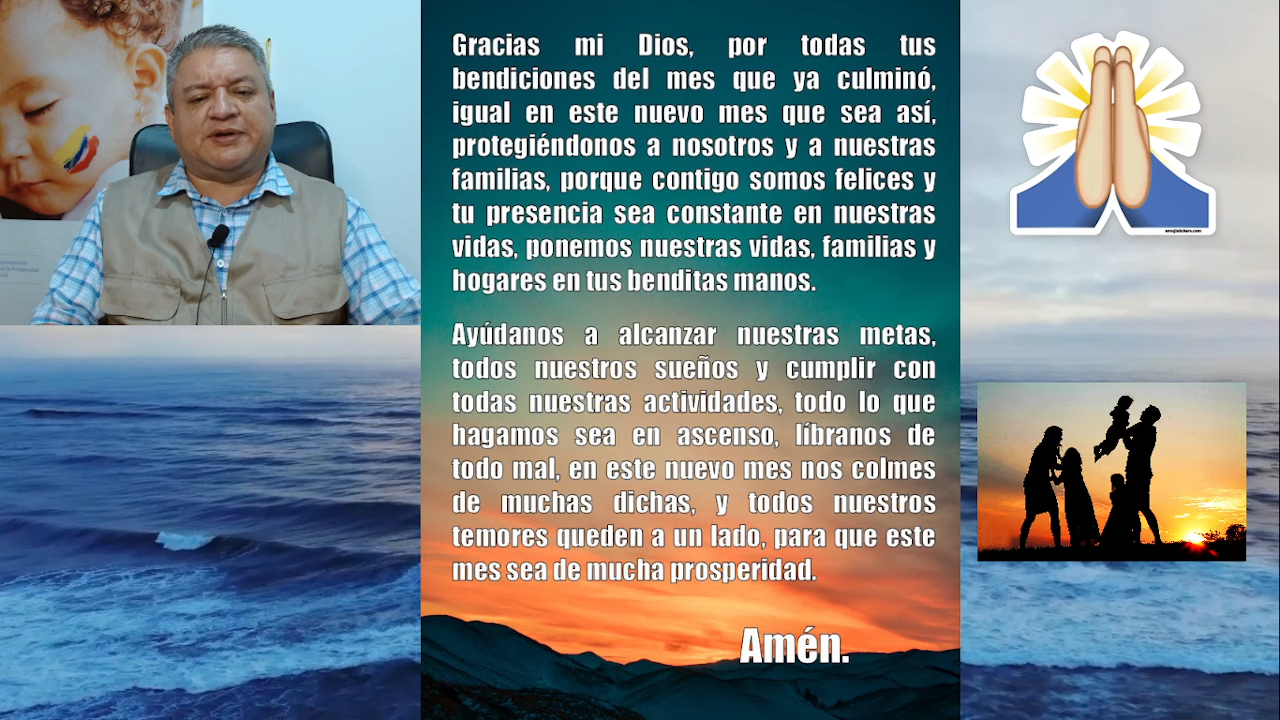 Gracias mi Dios, por todas tus
bendiciones del mes que ya culminó,
igual en este nuevo mes que sea así,
protegiéndonos a nosotros y a nuestras
familias, porque contigo somos felices y
tu presencia sea constante en nuestras
vidas, ponemos nuestras vidas, familias y
hogares en tus benditas manos.
Ayúdanos a alcanzar nuestras metas,
todos nuestros sueños y cumplir con
todas nuestras actividades, todo lo que
hagamos sea en ascenso, líbranos de
todo mal, en este nuevo mes nos colmes
de muchas dichas, y todos nuestros
temores queden a un lado, para que este
mes sea de mucha prosperidad.
Amén.